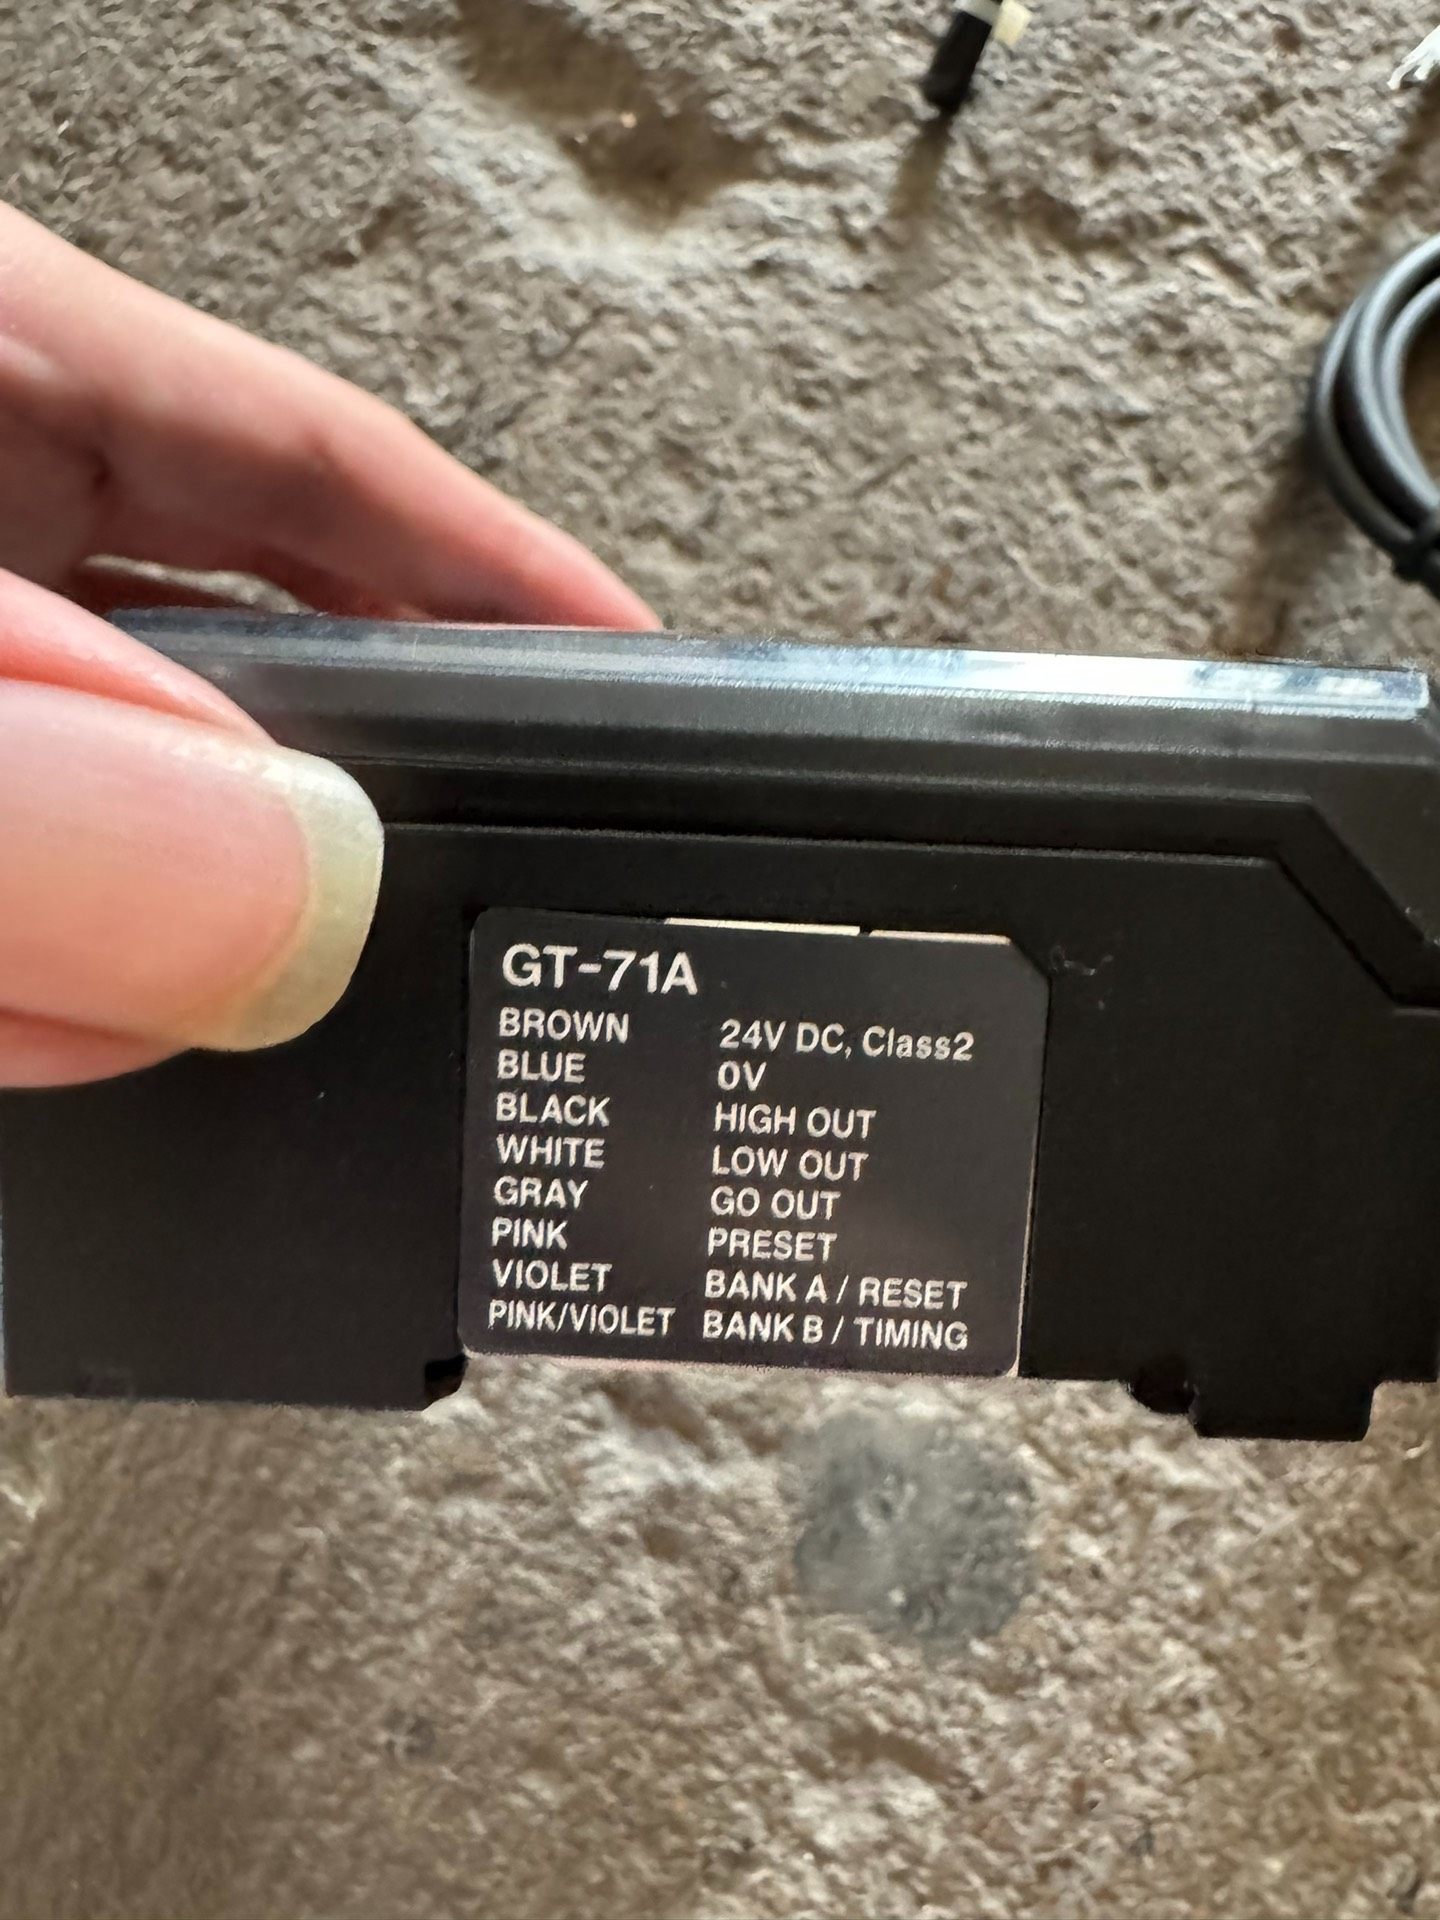 GT-71A
BROWN 24V DC, Class2
BLUE 0V
BLACK HIGH OUT
WHITE LOW OUT
GRAY GO OUT
PINK PRESET
VIOLET BANK A / RESET
PINK/VIOLET BANK B / TIMING